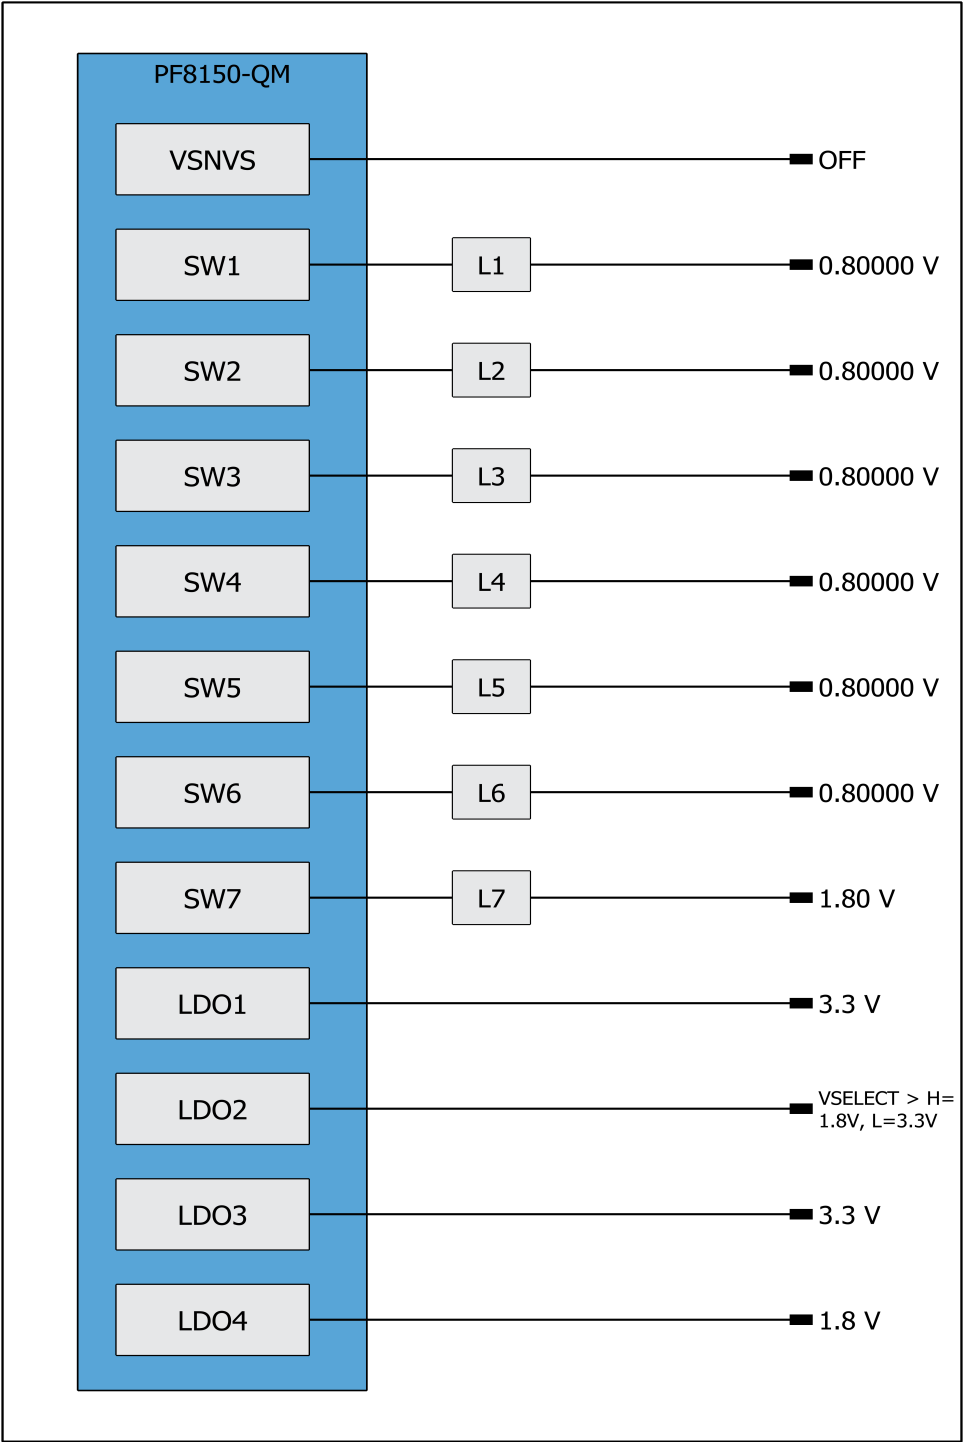 PF8150-QM
VSNVS OFF
SW1 L1 0.80000 V
SW2 L2 0.80000 V
SW3 L3 0.80000 V
SW4 L4 0.80000 V
SW5 L5 0.80000 V
SW6 L6 0.80000 V
SW7 L7 1.80 V
LDO1 3.3 V
LDO2 VSELECT > H=
1.8V, L=3.3V
LDO3 3.3 V
LDO4 1.8 V